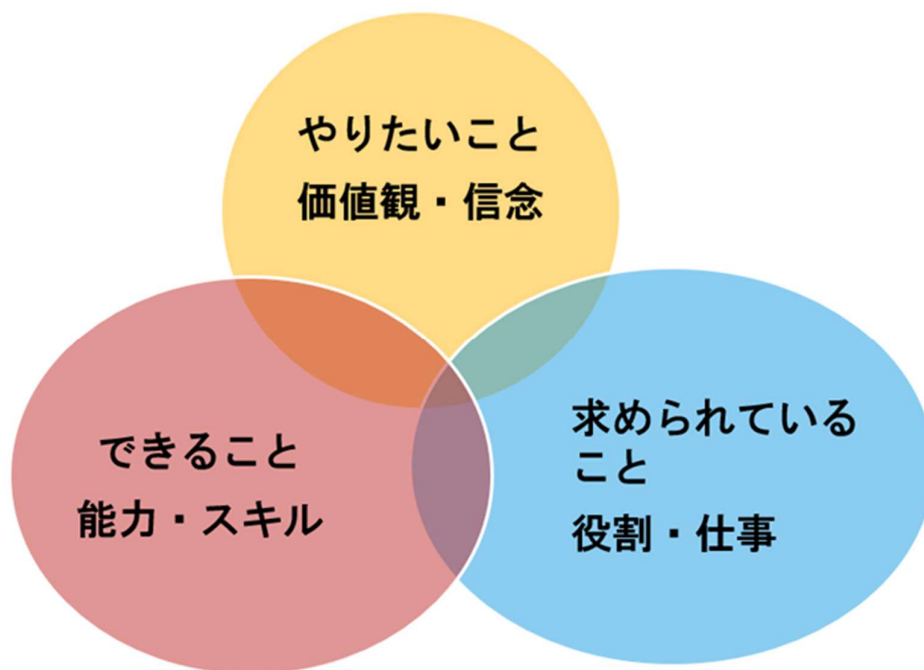 やりたいこと
価値観・信念
できること
能力・スキル
求められている
こと
役割・仕事